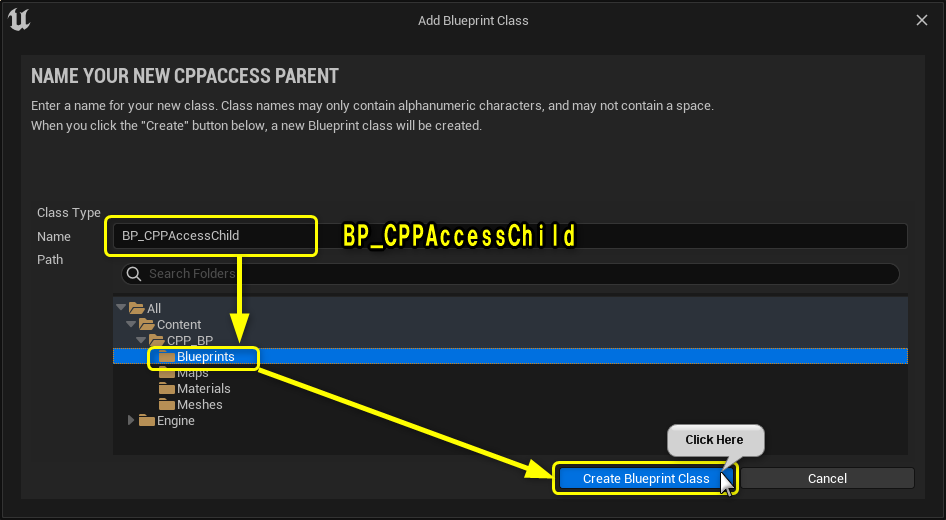 Add Blueprint Class
NAME YOUR NEW CPPACCESS PARENT
Enter a name for your new class. Class names may only contain alphanumeric characters, and may not contain a space.
When you click the "Create" button below, a new Blueprint class will be created.
Class Type
Name
BP_CPPAccessChild
BP_CPPAccessChild
Path
Search Folders
All
Content
CPP_BP
Blueprints
Maps
Materials
Meshes
Engine
Click Here
Create Blueprint Class
Cancel